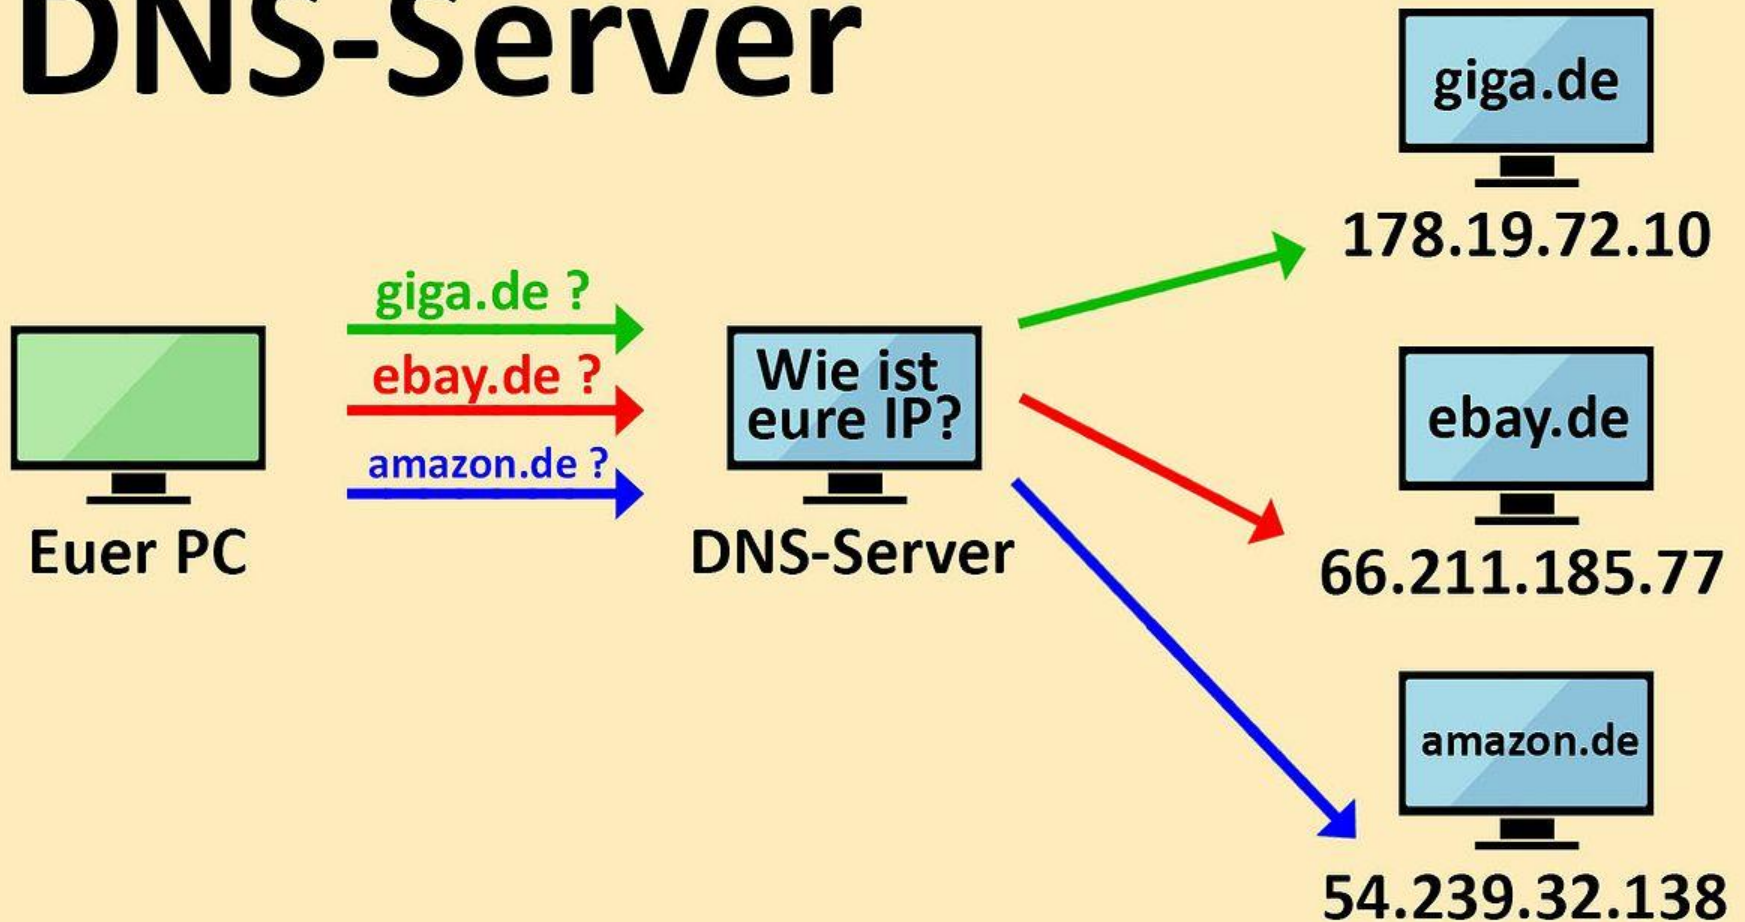 DNS-Server
giga.de
178.19.72.10
giga.de ?
ebay.de ?
amazon.de ?
Euer PC
Wie ist
eure IP?
DNS-Server
ebay.de
66.211.185.77
amazon.de
54.239.32.138